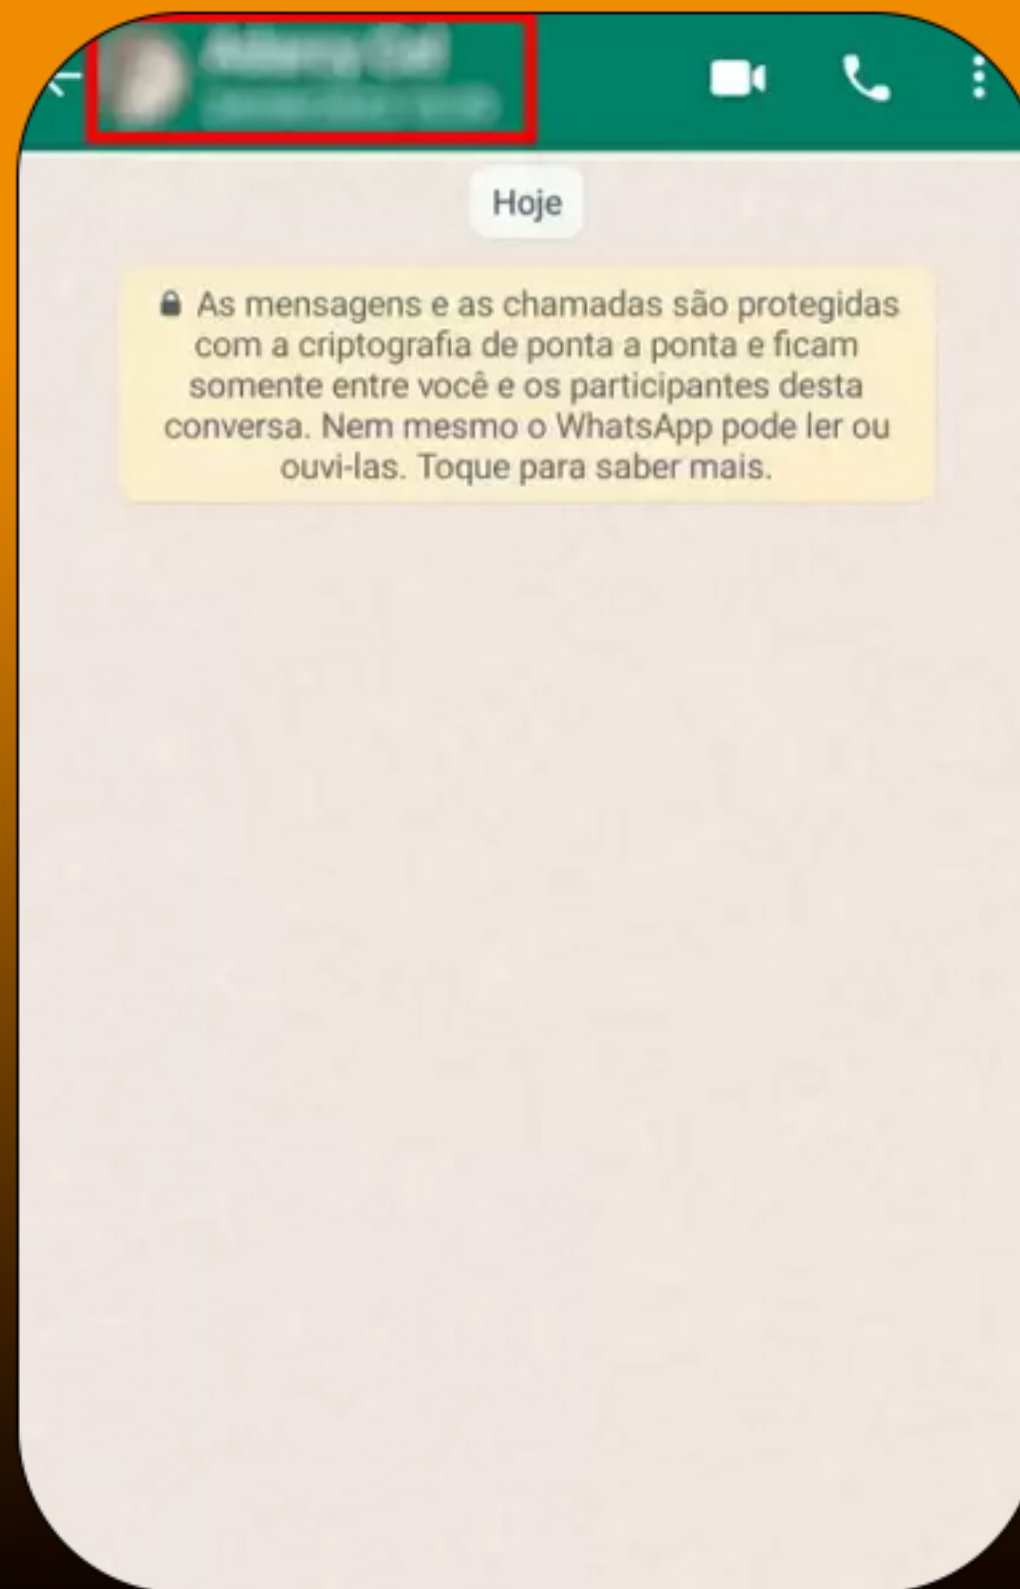 Hoje
As mensagens e as chamadas são protegidas
com a criptografia de ponta a ponta e ficam
somente entre você e os participantes desta
conversa. Nem mesmo o WhatsApp pode ler ou
ouvi-las. Toque para saber mais.